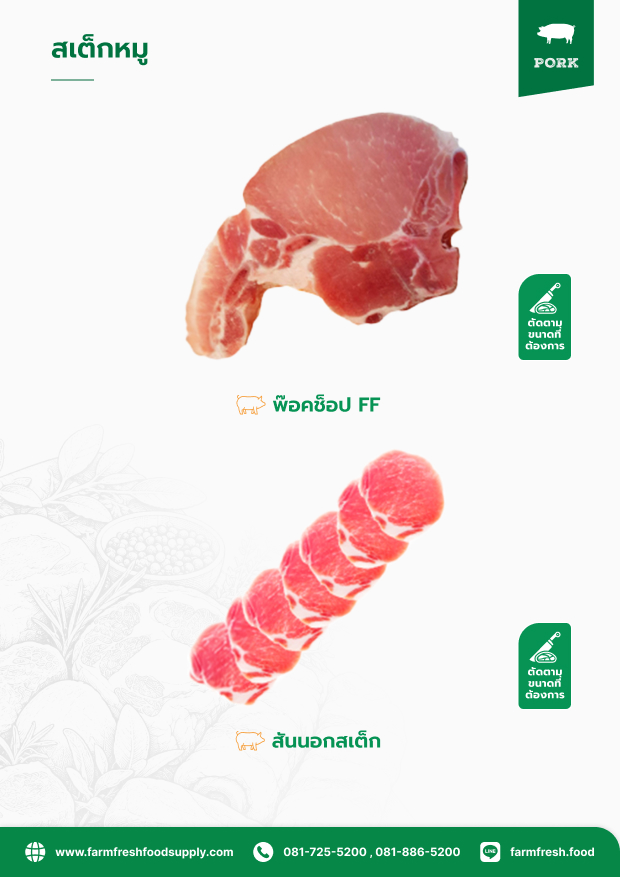 สเต็กหมู
PORK
ตัดตาม
ขนาดที่
ต้องการ
พ๊อคช็อป FF
ตัดตาม
ขนาดที่
ต้องการ
สันนอกสเต็ก
www.farmfreshfoodsupply.com
081-725-5200 , 081-886-5200
LINE
farmfresh.food